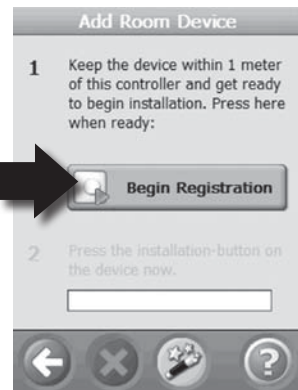 Add Room Device
1 Keep the device within 1 meter
of this controller and get ready
to begin installation. Press here
when ready:
Begin Registration
2 Press the installation-button on
the device now.
?